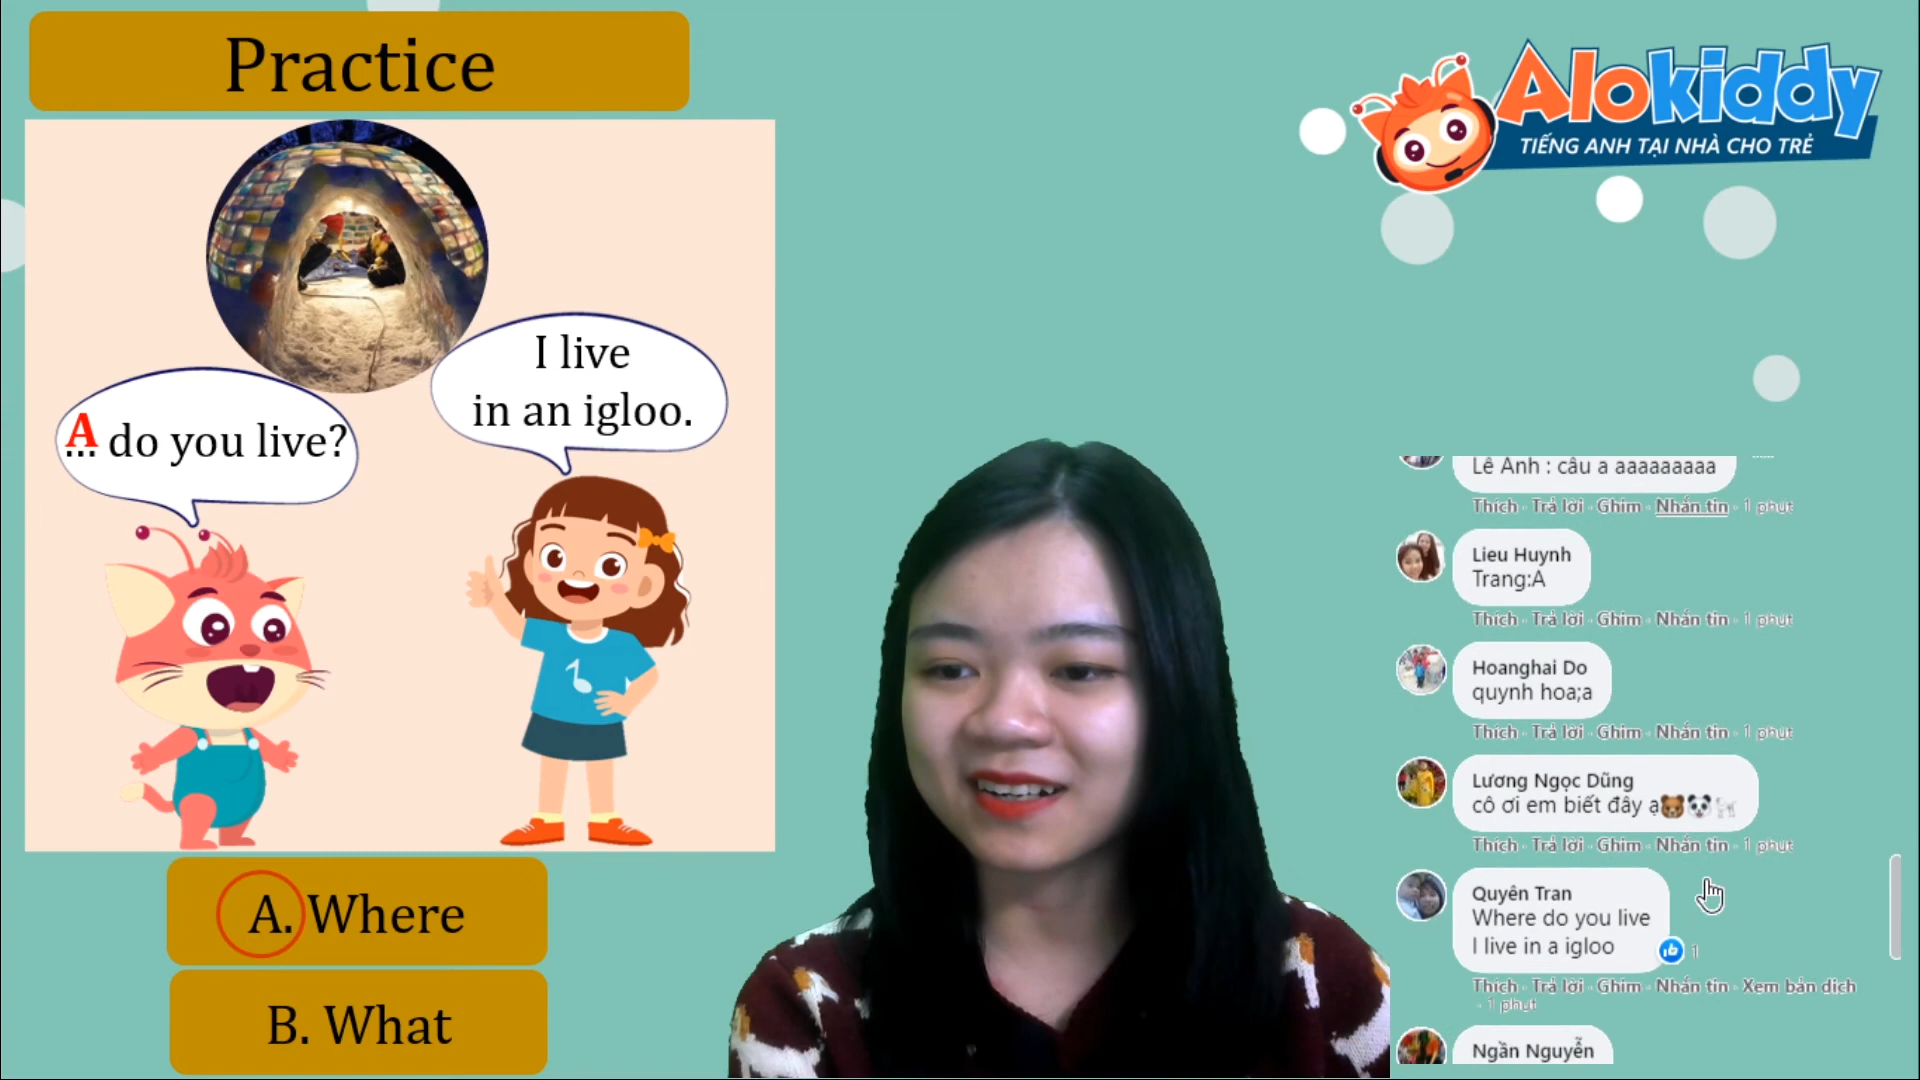 Practice
I live
in an igloo.
A
... do you live?
A. Where
B. What
Alokiddy
TIẾNG ANH TẠI NHÀ CHO TRẺ
Lê Anh : câu a aaaaaaaaa
Thích · Trả lời · Ghim · Nhắn tin · 1 phút
Lieu Huynh
Trang:A
Thích · Trả lời · Ghim · Nhắn tin · 1 phút
Hoanghai Do
quynh hoa;a
Thích · Trả lời · Ghim · Nhắn tin · 1 phút
Lương Ngọc Dũng
cô ơi em biết đây ạ🐻🐼🐩
Thích · Trả lời · Ghim · Nhắn tin · 1 phút
Quyên Tran
Where do you live
I live in a igloo
1
Thích · Trả lời · Ghim · Nhắn tin · Xem bản dịch
· 1 phút
Ngần Nguyễn